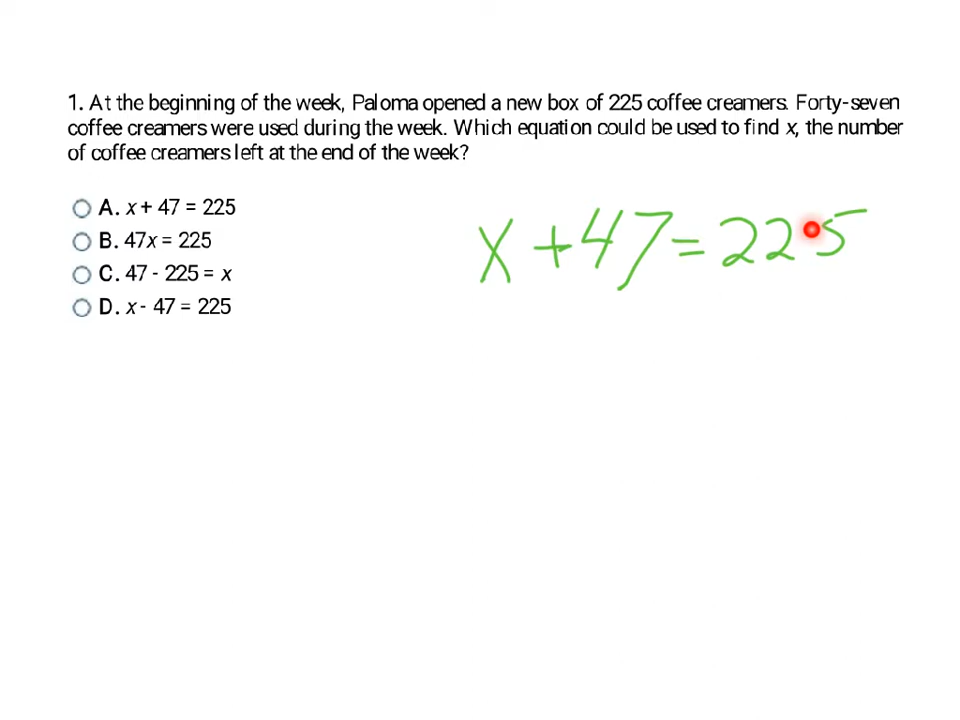 1. At the beginning of the week, Paloma opened a new box of 225 coffee creamers. Forty-seven
coffee creamers were used during the week. Which equation could be used to find x, the number
of coffee creamers left at the end of the week?
A. x + 47 = 225
B. 47x = 225
C. 47 - 225 = x
D. x - 47 = 225
x + 47 = 225